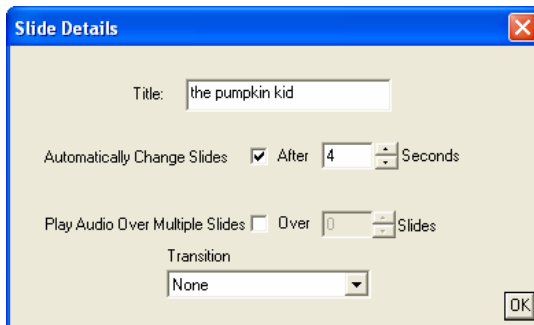 Slide Details
Title: the pumpkin kid
Automatically Change Slides After 4 Seconds
Play Audio Over Multiple Slides Over 0 Slides
Transition
None
OK